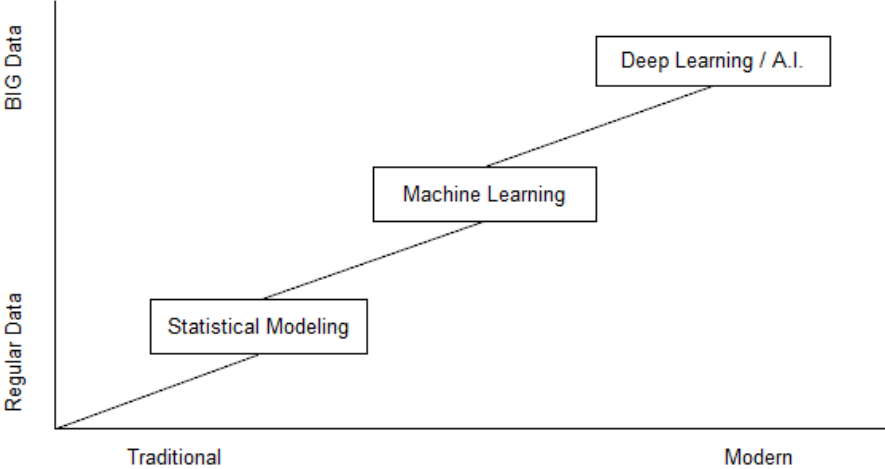 BIG Data
Deep Learning / A.I.
Machine Learning
Regular Data
Statistical Modeling
Traditional
Modern